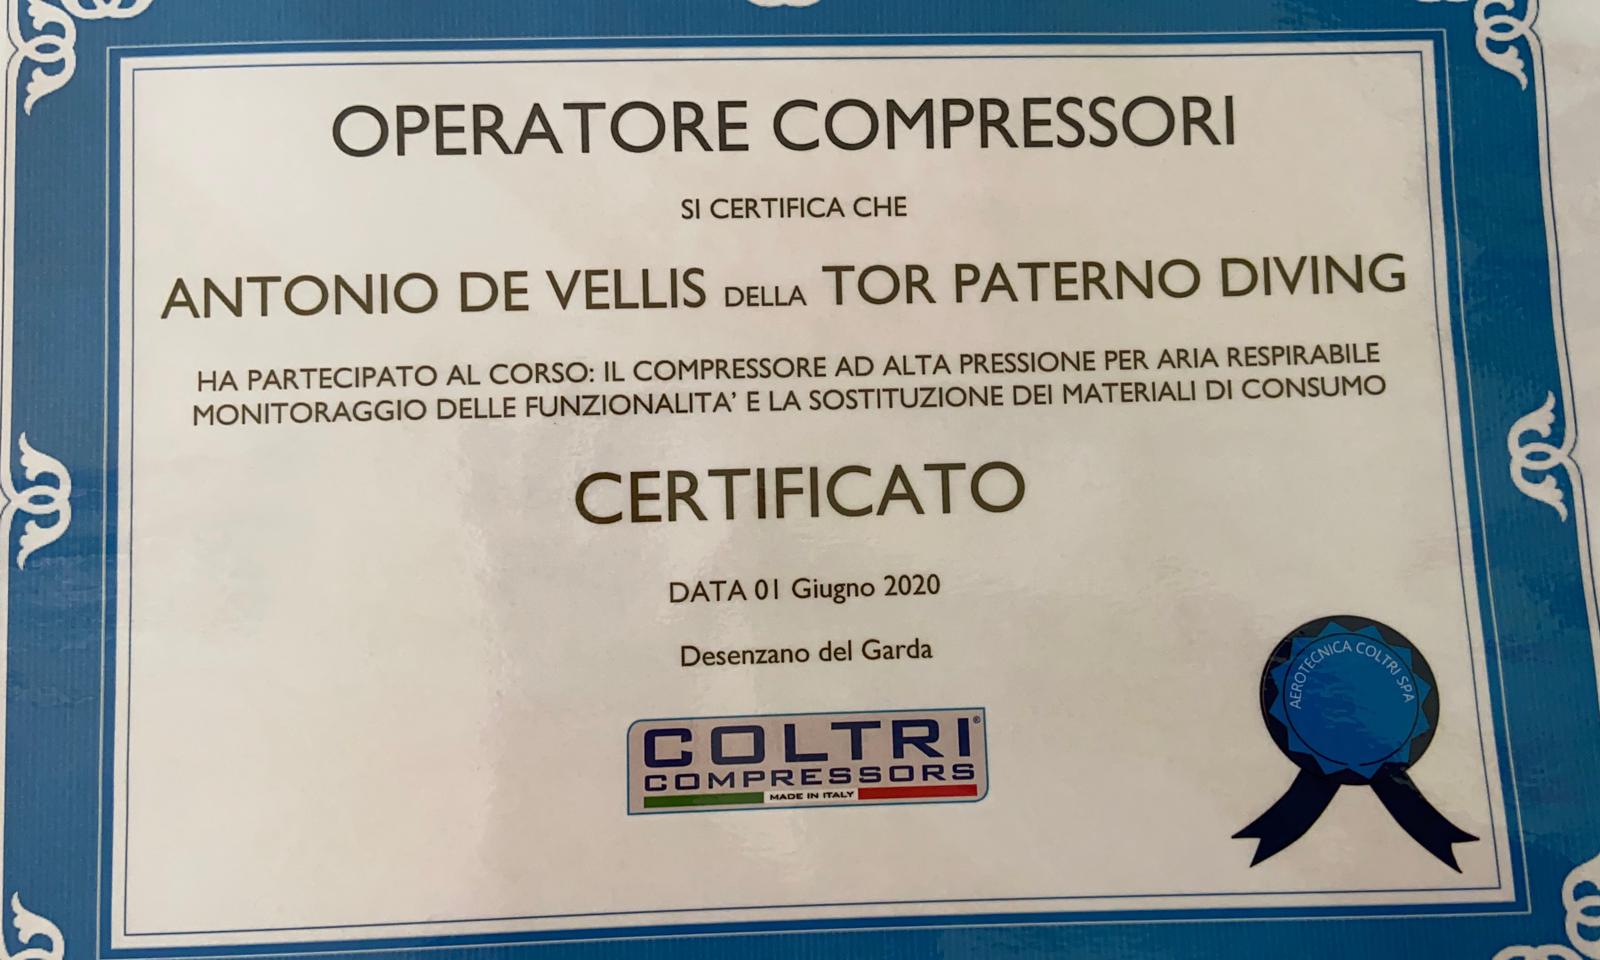 OPERATORE COMPRESSORI
SI CERTIFICA CHE
ANTONIO DE VELLIS DELLA TOR PATERNO DIVING
HA PARTECIPATO AL CORSO: IL COMPRESSORE AD ALTA PRESSIONE PER ARIA RESPIRABILE
MONITORAGGIO DELLE FUNZIONALITA' E LA SOSTITUZIONE DEI MATERIALI DI CONSUMO
CERTIFICATO
DATA 01 Giugno 2020
Desenzano del Garda
COLTRI®
COMPRESSORS
MADE IN ITALY
AEROTECNICA COLTRI SPA